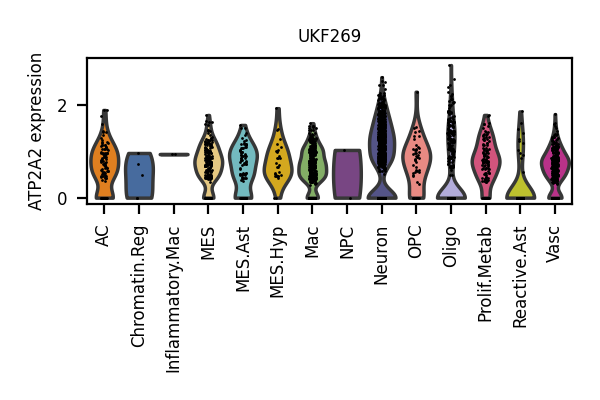 UKF269
ATP2A2 expression
2
0
AC
Chromatin.Reg
Inflammatory.Mac
MES
MES.Ast
MES.Hyp
Mac
NPC
Neuron
OPC
Oligo
Prolif.Metab
Reactive.Ast
Vasc